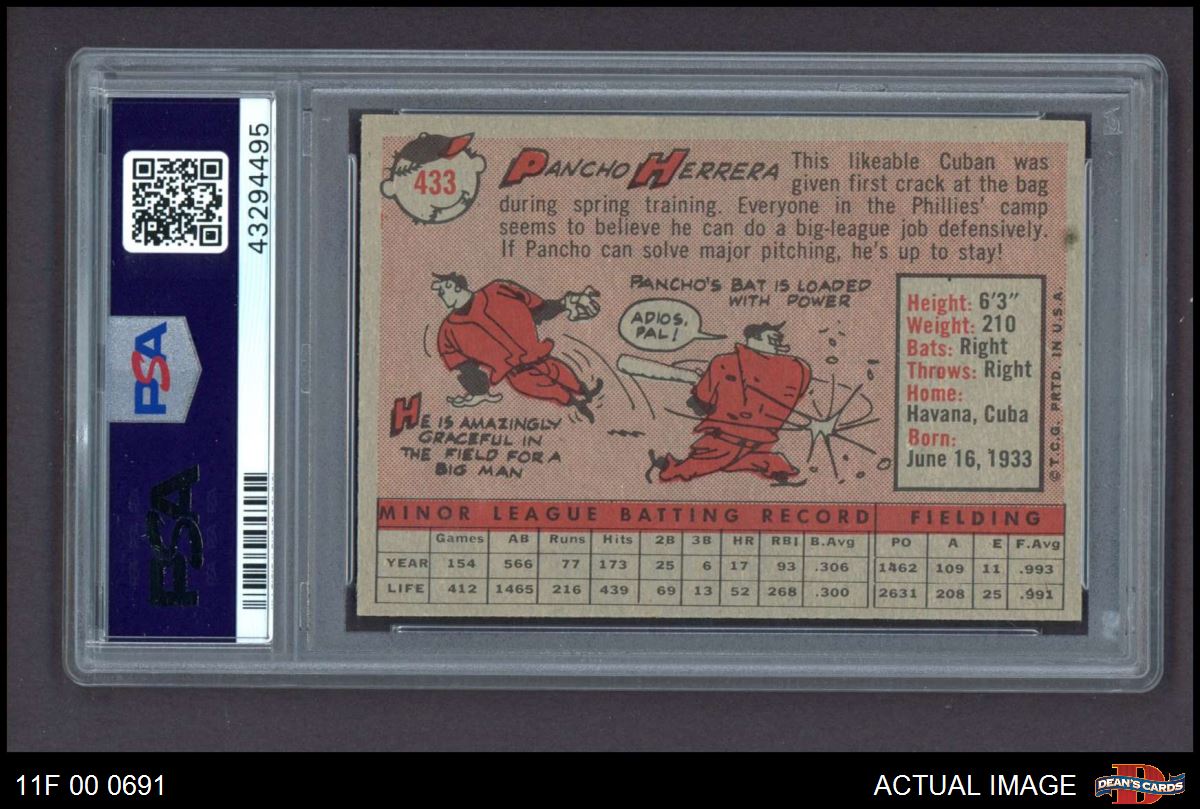 43294495
PSA
PSA
433
PANCHO HERRERA
This likeable Cuban was
given first crack at the bag
during spring training. Everyone in the Phillies' camp
seems to believe he can do a big-league job defensively.
If Pancho can solve major pitching, he's up to stay!
PANCHO'S BAT IS LOADED
WITH POWER
ADIOS,
PAL!
HE IS AMAZINGLY
GRACEFUL IN
THE FIELD FOR A
BIG MAN
Height: 6'3"
Weight: 210
Bats: Right
Throws: Right
Home:
Havana, Cuba
Born:
June 16, 1933
©T.C.G. PRTD. IN U.S.A.
MINOR LEAGUE BATTING RECORD FIELDING
Games AB Runs Hits 2B 3B HR RBI B.Avg PO A E F.Avg
YEAR 154 566 77 173 25 6 17 93 .306 1462 109 11 .993
LIFE 412 1465 216 439 69 13 52 268 .300 2631 208 25 .991
11F 00 0691
ACTUAL IMAGE
DEAN'S CARDS